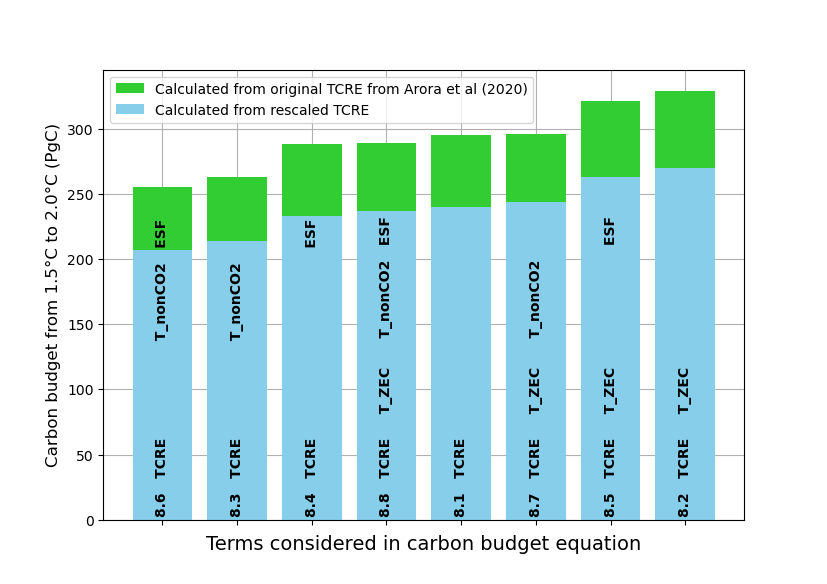 Calculated from original TCRE from Arora et al (2020)
Calculated from rescaled TCRE
Carbon budget from 1.5°C to 2.0°C (PgC)
300
250
200
150
100
50
0
8.6 TCRE T_nonCO2 ESF
8.3 TCRE T_nonCO2
8.4 TCRE ESF
8.8 TCRE T_ZEC T_nonCO2 ESF
8.1 TCRE
8.7 TCRE T_ZEC T_nonCO2
8.5 TCRE T_ZEC ESF
8.2 TCRE T_ZEC
Terms considered in carbon budget equation